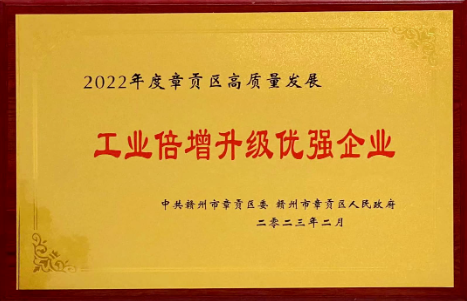 2022年度章贡区高质量发展
工业倍增升级优强企业
中共赣州市章贡区委 赣州市章贡区人民政府
二零二三年二月